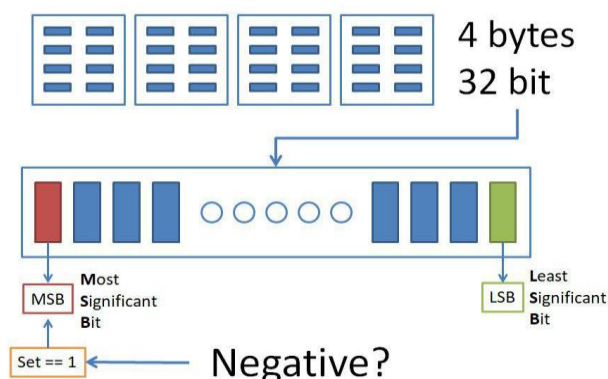 4 bytes
32 bit
MSB
Most
Significant
Bit
LSB
Least
Significant
Bit
Set == 1
Negative?